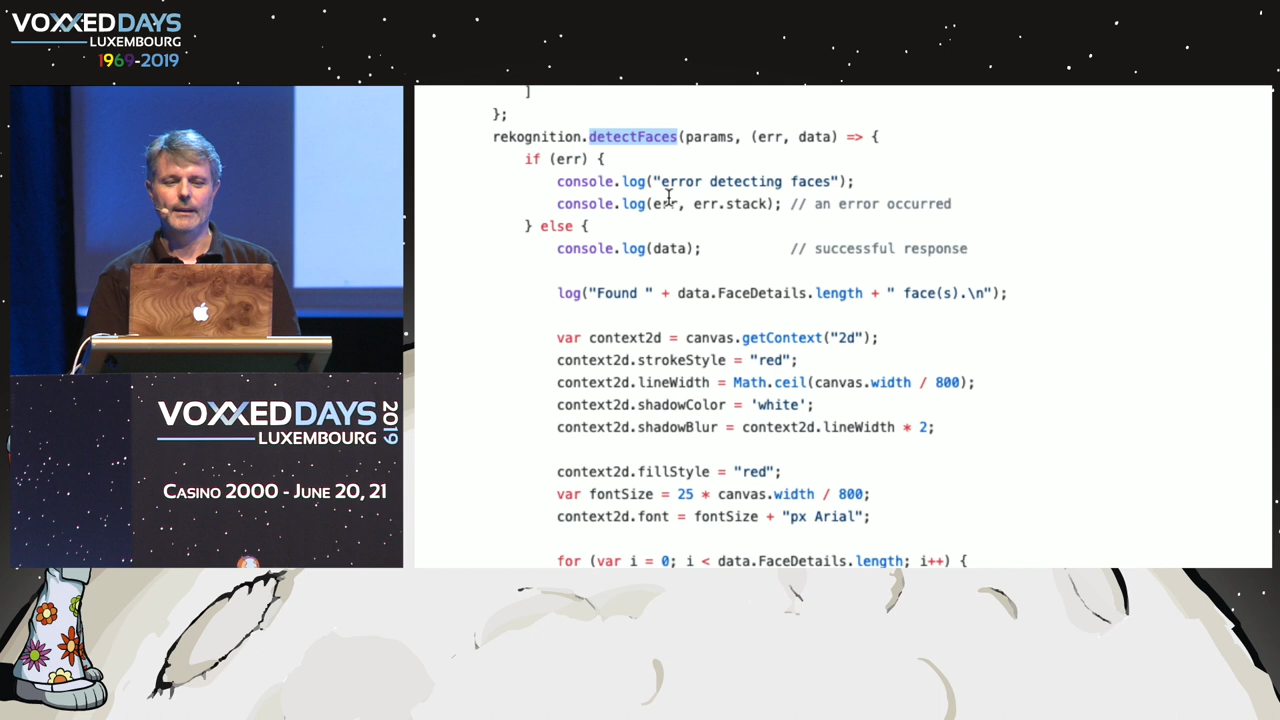 VOXXED DAYS
LUXEMBOURG
1969-2019
]
};
rekognition.detectFaces(params, (err, data) => {
if (err) {
console.log("error detecting faces");
console.log(err, err.stack); // an error occurred
} else {
console.log(data); // successful response
log("Found " + data.FaceDetails.length + " face(s).\n");
var context2d = canvas.getContext("2d");
context2d.strokeStyle = "red";
context2d.lineWidth = Math.ceil(canvas.width / 800);
context2d.shadowColor = 'white';
context2d.shadowBlur = context2d.lineWidth * 2;
context2d.fillStyle = "red";
var fontSize = 25 * canvas.width / 800;
context2d.font = fontSize + "px Arial";
for (var i = 0; i < data.FaceDetails.length; i++) {
VOXXED DAYS 2019
LUXEMBOURG
CASINO 2000 - JUNE 20, 21